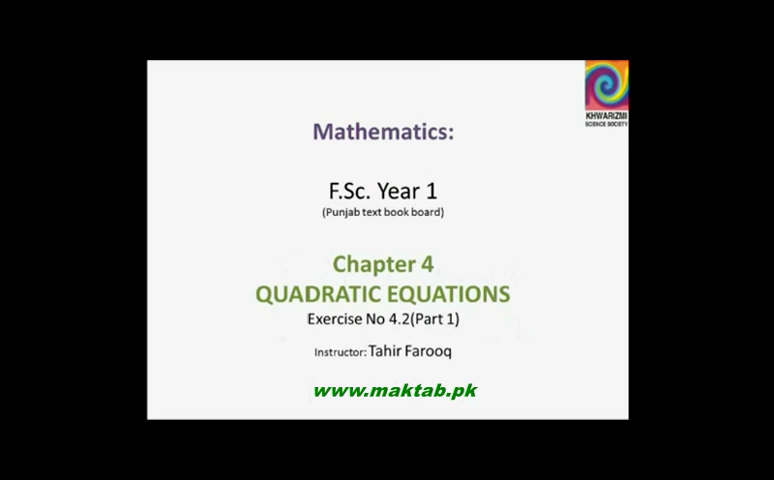 KHWARIZMI
SCIENCE SOCIETY
Mathematics:
F.Sc. Year 1
(Punjab text book board)
Chapter 4
QUADRATIC EQUATIONS
Exercise No 4.2(Part 1)
Instructor: Tahir Farooq
www.maktab.pk